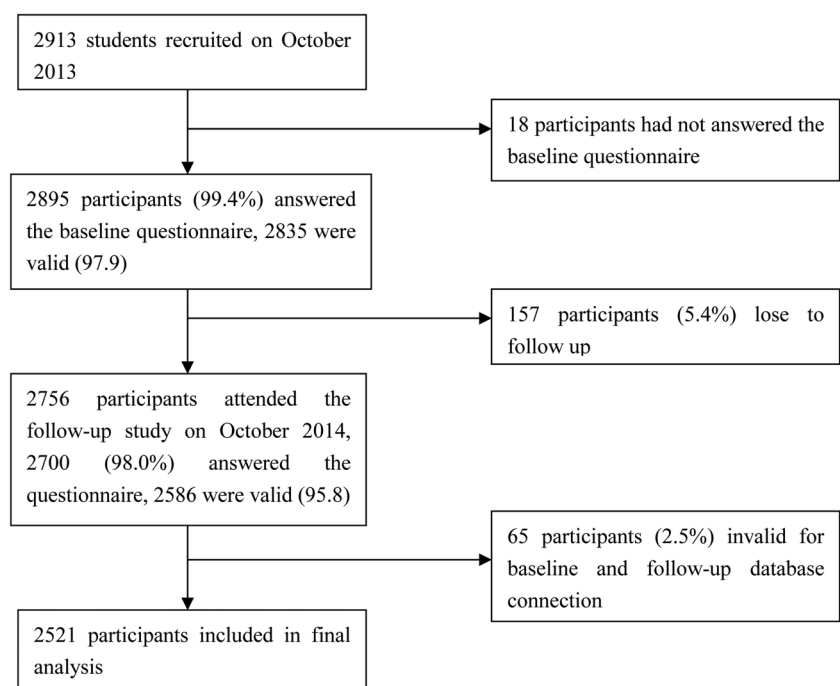 2913 students recruited on October
2013
18 participants had not answered the
baseline questionnaire
2895 participants (99.4%) answered
the baseline questionnaire, 2835 were
valid (97.9)
157 participants (5.4%) lose to
follow up
2756 participants attended the
follow-up study on October 2014,
2700 (98.0%) answered the
questionnaire, 2586 were valid (95.8)
65 participants (2.5%) invalid for
baseline and follow-up database
connection
2521 participants included in final
analysis